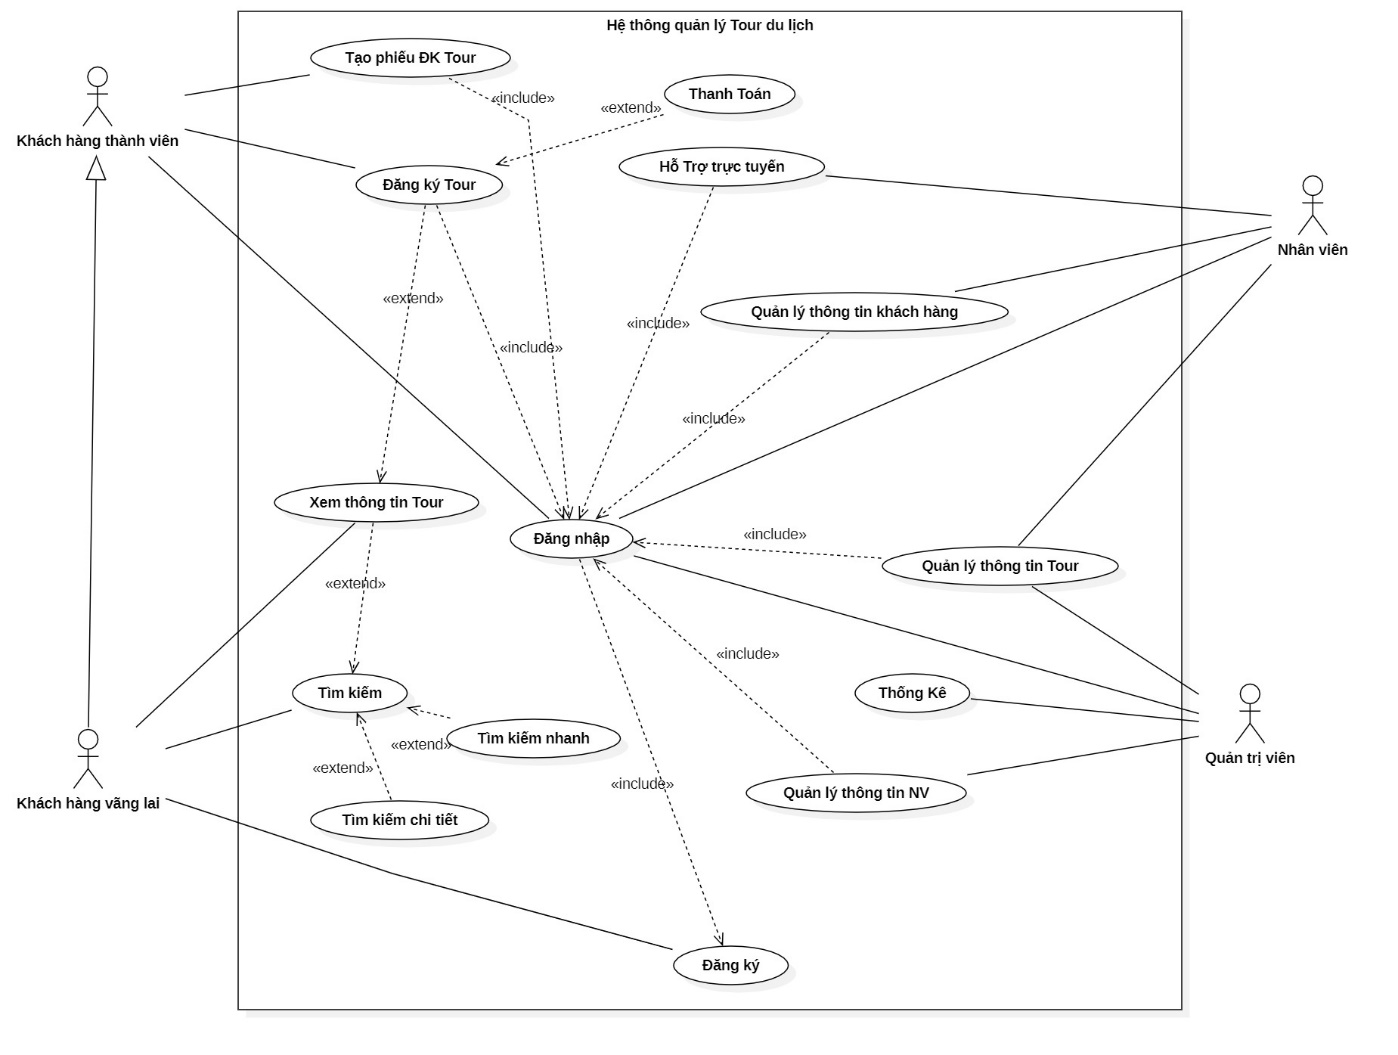 Hệ thông quản lý Tour du lịch
Tạo phiếu ĐK Tour
«include»
Thanh Toán
«extend»
Khách hàng thành viên
Hỗ Trợ trực tuyến
Đăng ký Tour
Nhân viên
«extend»
Quản lý thông tin khách hàng
«include»
«include»
«include»
Xem thông tin Tour
Đăng nhập
«include»
Quản lý thông tin Tour
«extend»
«include»
Tìm kiếm
Thống Kê
Tìm kiếm nhanh
«extend»
Quản trị viên
«extend»
«include»
Quản lý thông tin NV
Khách hàng vãng lai
Tìm kiếm chi tiết
Đăng ký